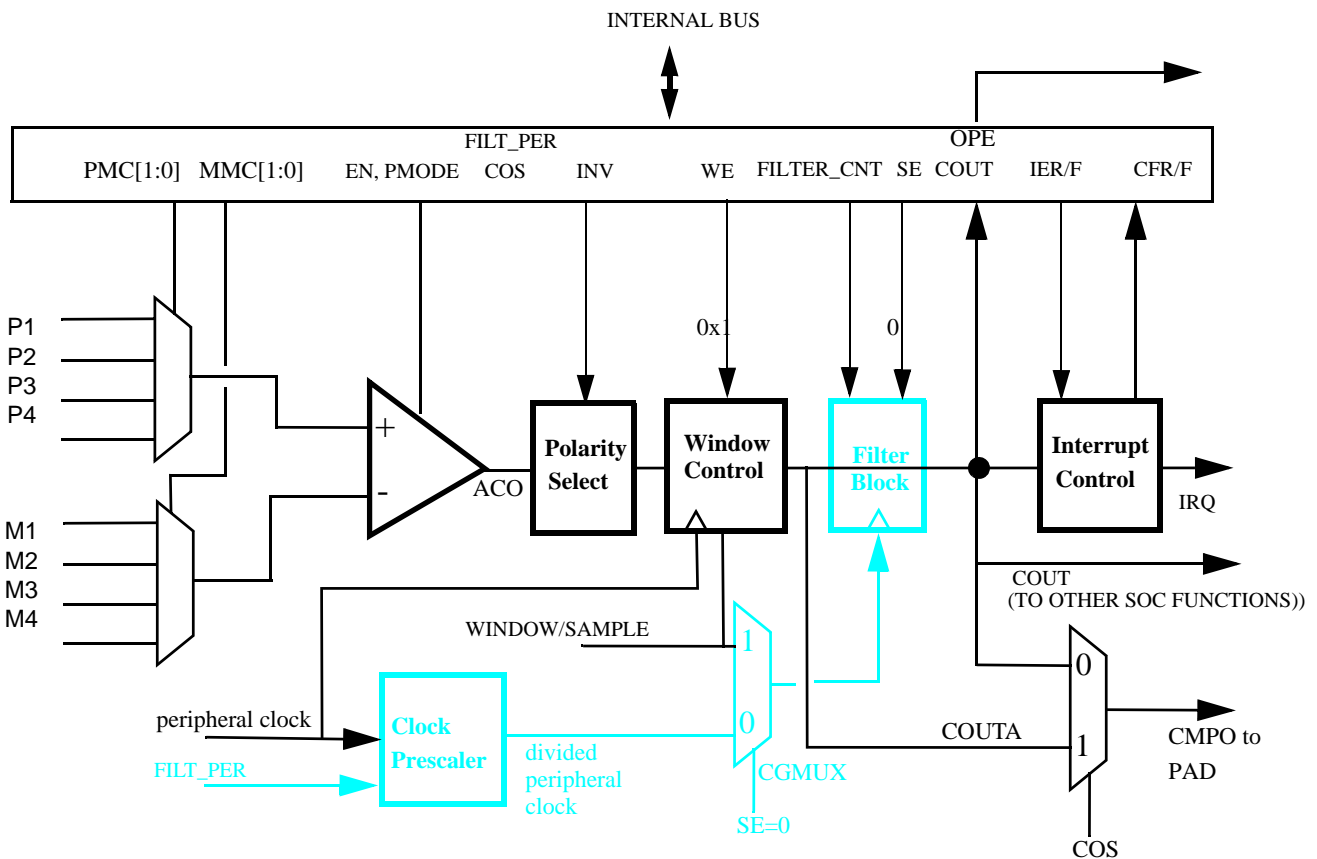 INTERNAL BUS
FILT_PER
OPE
PMC[1:0] MMC[1:0] EN, PMODE COS INV WE FILTER_CNT SE COUT IER/F CFR/F
P1
P2
P3
P4
0x1
0
+
-
ACO
Polarity
Select
Window
Control
Filter
Block
Interrupt
Control
IRQ
M1
M2
M3
M4
COUT
(TO OTHER SOC FUNCTIONS))
WINDOW/SAMPLE
1
0
0
1
peripheral clock
FILT_PER
Clock
Prescaler
divided
peripheral
clock
CGMUX
SE=0
COUTA
CMPO to
PAD
COS